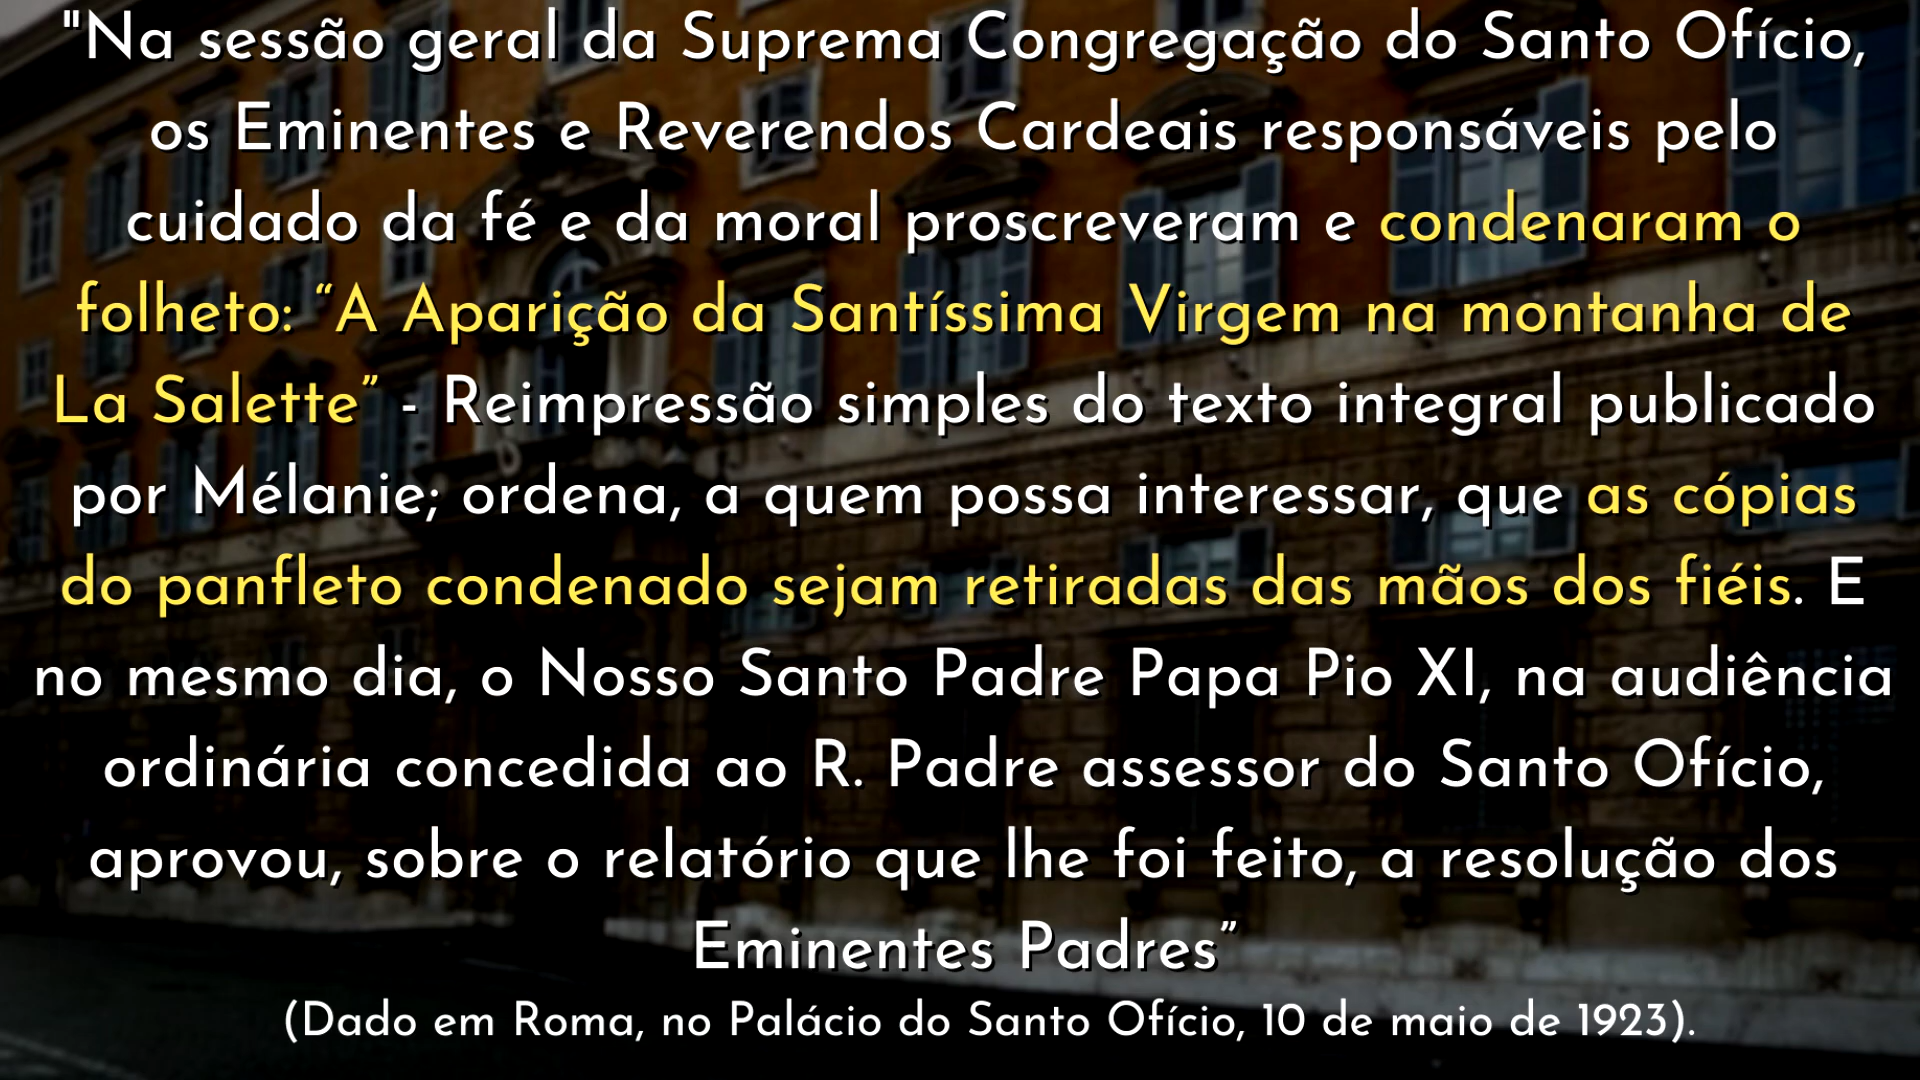 "Na sessão geral da Suprema Congregação do Santo Ofício,
os Eminentes e Reverendos Cardeais responsáveis pelo
cuidado da fé e da moral proscreveram e condenaram o
folheto: “A Aparição da Santíssima Virgem na montanha de
La Salette” - Reimpressão simples do texto integral publicado
por Mélanie; ordena, a quem possa interessar, que as cópias
do panfleto condenado sejam retiradas das mãos dos fiéis. E
no mesmo dia, o Nosso Santo Padre Papa Pio XI, na audiência
ordinária concedida ao R. Padre assessor do Santo Ofício,
aprovou, sobre o relatório que lhe foi feito, a resolução dos
Eminentes Padres”
(Dado em Roma, no Palácio do Santo Ofício, 10 de maio de 1923).